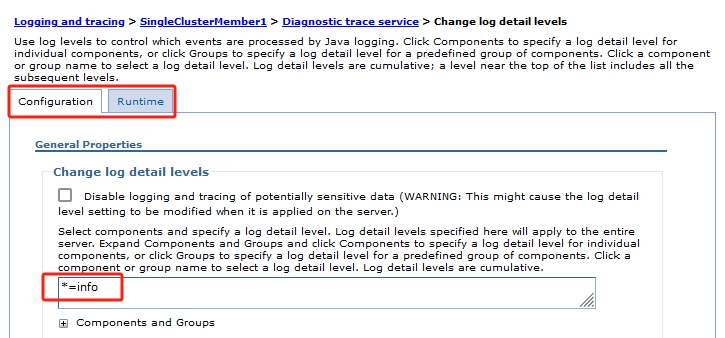 Logging and tracing > SingleClusterMember1 > Diagnostic trace service > Change log detail levels
Use log levels to control which events are processed by Java logging. Click Components to specify a log detail level for
individual components, or click Groups to specify a log detail level for a predefined group of components. Click a component
or group name to select a log detail level. Log detail levels are cumulative; a level near the top of the list includes all the
subsequent levels.
Configuration Runtime
General Properties
Change log detail levels
Disable logging and tracing of potentially sensitive data (WARNING: This might cause the log detail
level setting to be modified when it is applied on the server.)
Select components and specify a log detail level. Log detail levels specified here will apply to the entire
server. Expand Components and Groups and click Components to specify a log detail level for individual
components, or click Groups to specify a log detail level for a predefined group of components. Click a
component or group name to select a log detail level. Log detail levels are cumulative.
*=info
Components and Groups